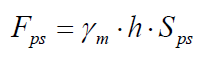 F_ps = γ_m · h · S_ps